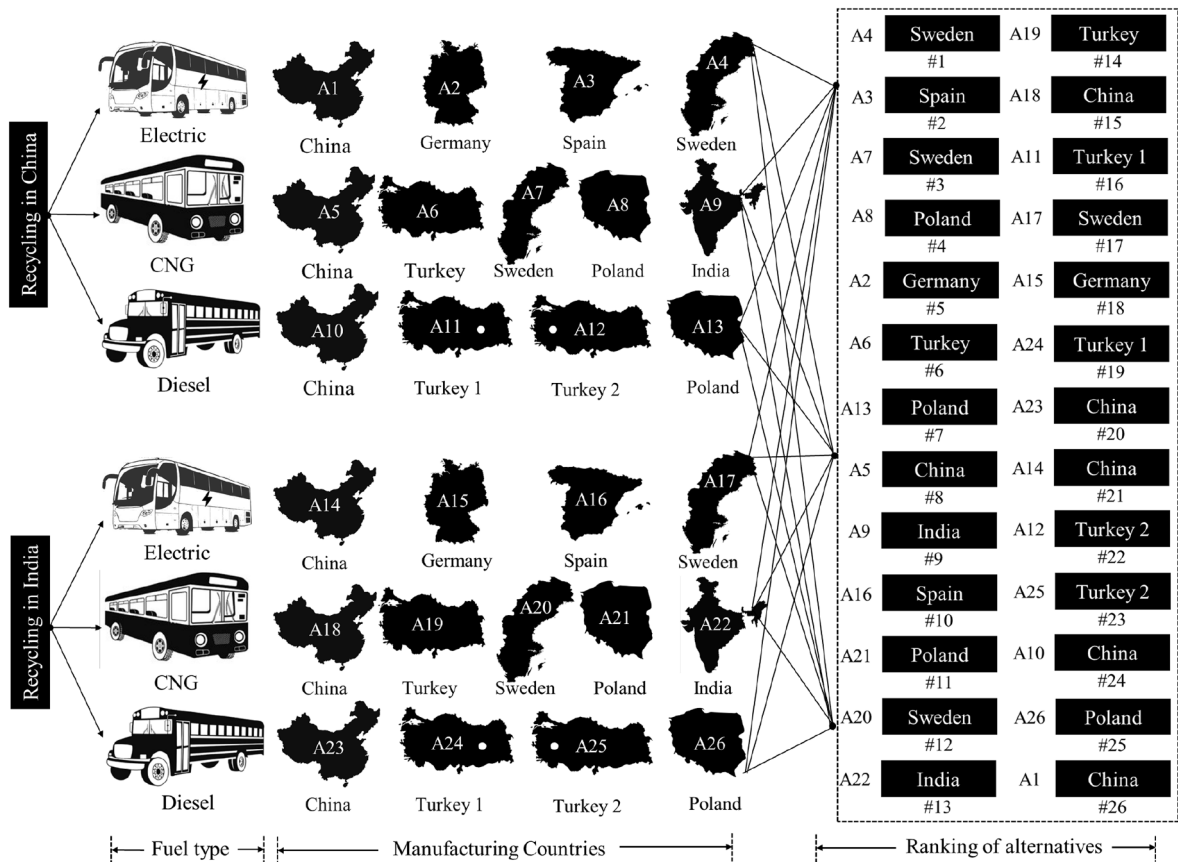 Recycling in China
A1
A2
A3
A4
Electric
China
Germany
Spain
Sweden
A5
A6
A7
A8
A9
CNG
China
Turkey
Sweden
Poland
India
A10
A11
A12
A13
Diesel
China
Turkey 1
Turkey 2
Poland
Recycling in India
A14
A15
A16
A17
Electric
China
Germany
Spain
Sweden
A18
A19
A20
A21
A22
CNG
China
Turkey
Sweden
Poland
India
A23
A24
A25
A26
Diesel
China
Turkey 1
Turkey 2
Poland
A4 Sweden
#1
A3 Spain
#2
A7 Sweden
#3
A8 Poland
#4
A2 Germany
#5
A6 Turkey
#6
A13 Poland
#7
A5 China
#8
A9 India
#9
A16 Spain
#10
A21 Poland
#11
A20 Sweden
#12
A22 India
#13
A19 Turkey
#14
A18 China
#15
A11 Turkey 1
#16
A17 Sweden
#17
A15 Germany
#18
A24 Turkey 1
#19
A23 China
#20
A14 China
#21
A12 Turkey 2
#22
A25 Turkey 2
#23
A10 China
#24
A26 Poland
#25
A1 China
#26
Fuel type
Manufacturing Countries
Ranking of alternatives